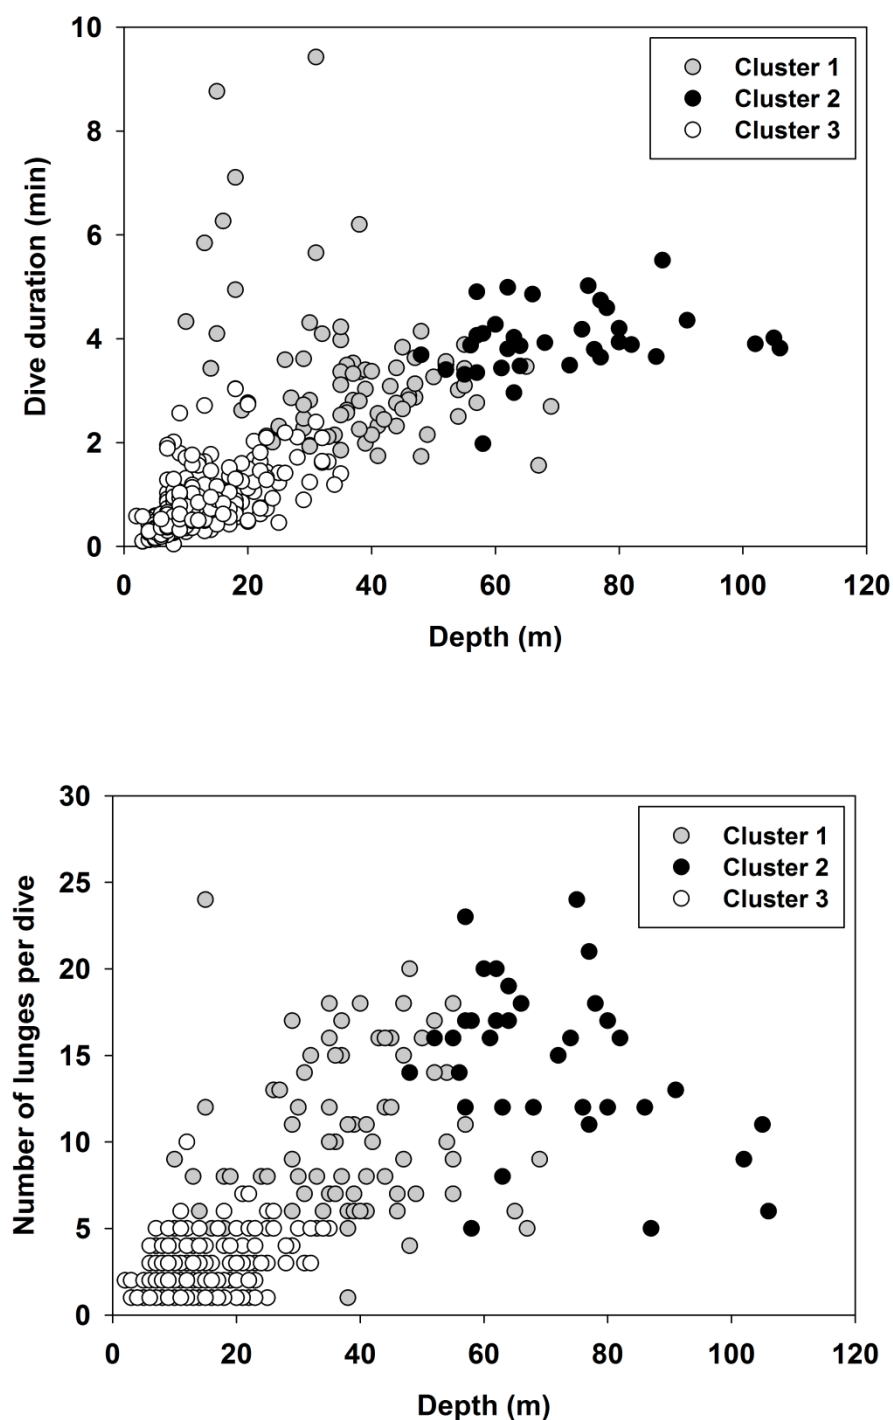 10
8
6
4
2
0
Dive duration (min)
Cluster 1
Cluster 2
Cluster 3
0 20 40 60 80 100 120
Depth (m)
30
25
20
15
10
5
0
Number of lunges per dive
Cluster 1
Cluster 2
Cluster 3
0 20 40 60 80 100 120
Depth (m)